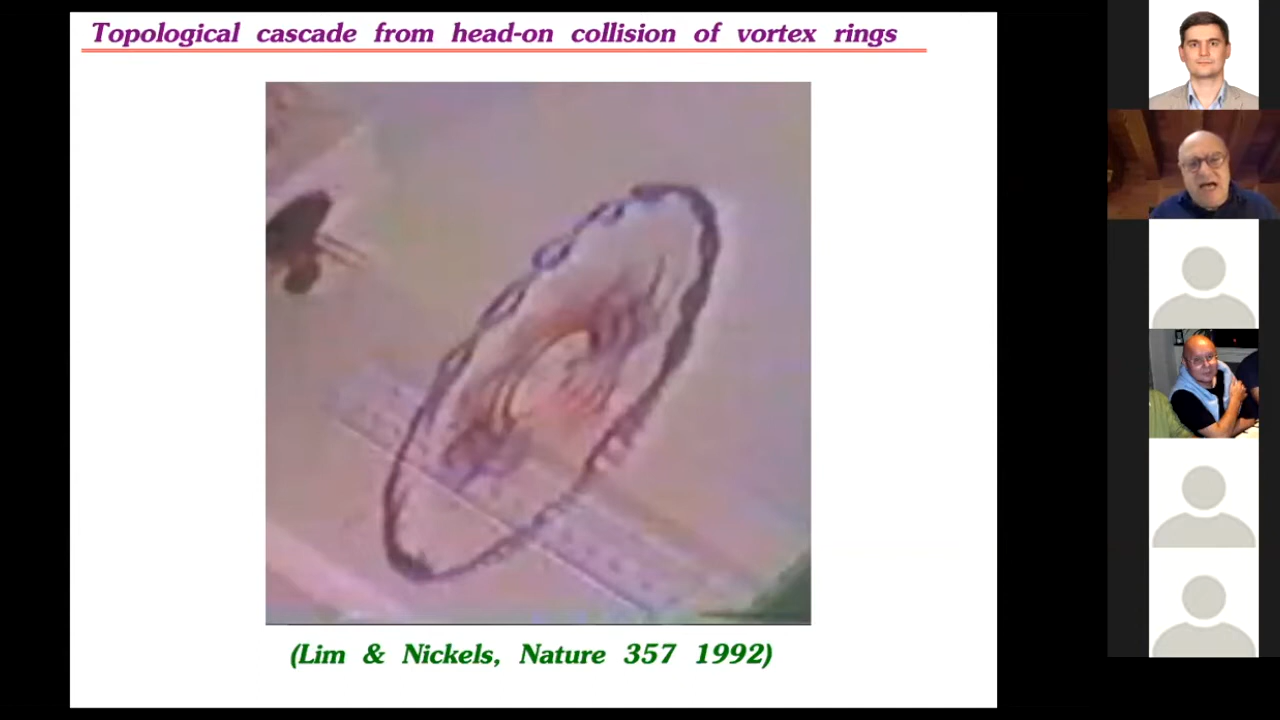 Topological cascade from head-on collision of vortex rings
(Lim & Nickels, Nature 357 1992)